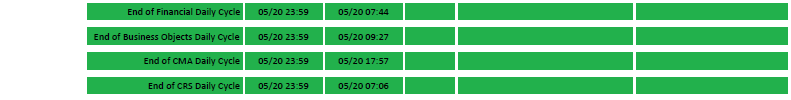 End of Financial Daily Cycle 05/20 23:59 05/20 07:44
End of Business Objects Daily Cycle 05/20 23:59 05/20 09:27
End of CMA Daily Cycle 05/20 23:59 05/20 17:57
End of CRS Daily Cycle 05/20 23:59 05/20 07:06